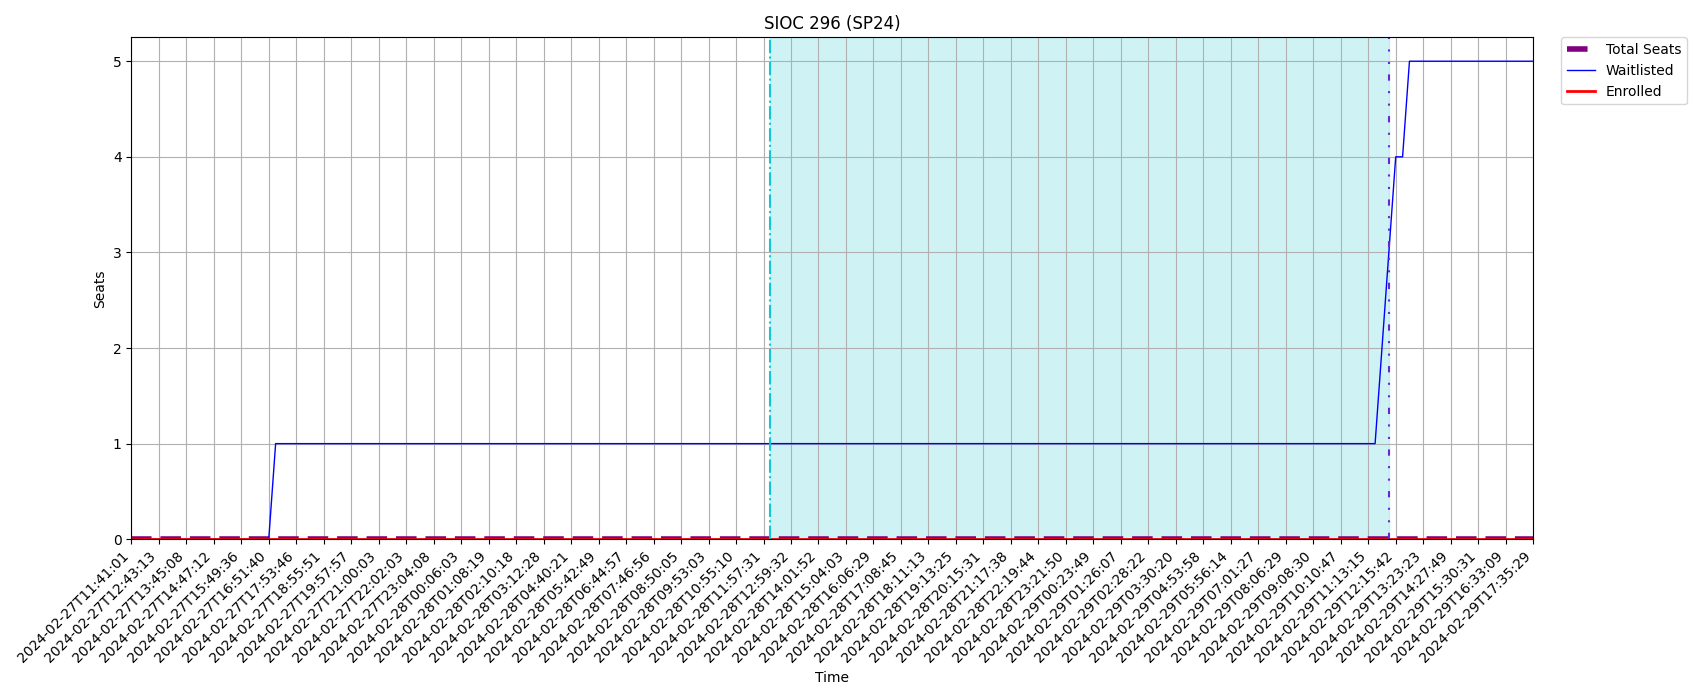 SIOC 296 (SP24)
Total Seats
Waitlisted
Enrolled
5
4
3
2
1
0
Seats
2024-02-27T11:41:01
2024-02-27T12:43:13
2024-02-27T13:45:08
2024-02-27T14:47:12
2024-02-27T15:49:36
2024-02-27T16:51:40
2024-02-27T17:53:46
2024-02-27T18:55:51
2024-02-27T19:57:57
2024-02-27T21:00:03
2024-02-27T22:02:03
2024-02-27T23:04:08
2024-02-28T00:06:03
2024-02-28T01:08:19
2024-02-28T02:10:18
2024-02-28T03:12:28
2024-02-28T04:40:21
2024-02-28T05:42:49
2024-02-28T06:44:57
2024-02-28T07:46:56
2024-02-28T08:50:05
2024-02-28T09:53:03
2024-02-28T10:55:10
2024-02-28T11:57:31
2024-02-28T12:59:32
2024-02-28T14:01:52
2024-02-28T15:04:03
2024-02-28T16:06:29
2024-02-28T17:08:45
2024-02-28T18:11:13
2024-02-28T19:13:25
2024-02-28T20:15:31
2024-02-28T21:17:38
2024-02-28T22:19:44
2024-02-28T23:21:50
2024-02-29T00:23:49
2024-02-29T01:26:07
2024-02-29T02:28:22
2024-02-29T03:30:20
2024-02-29T04:53:58
2024-02-29T05:56:14
2024-02-29T07:01:27
2024-02-29T08:06:29
2024-02-29T09:08:30
2024-02-29T10:10:47
2024-02-29T11:13:15
2024-02-29T12:15:42
2024-02-29T13:23:23
2024-02-29T14:27:49
2024-02-29T15:30:31
2024-02-29T16:33:09
2024-02-29T17:35:29
Time